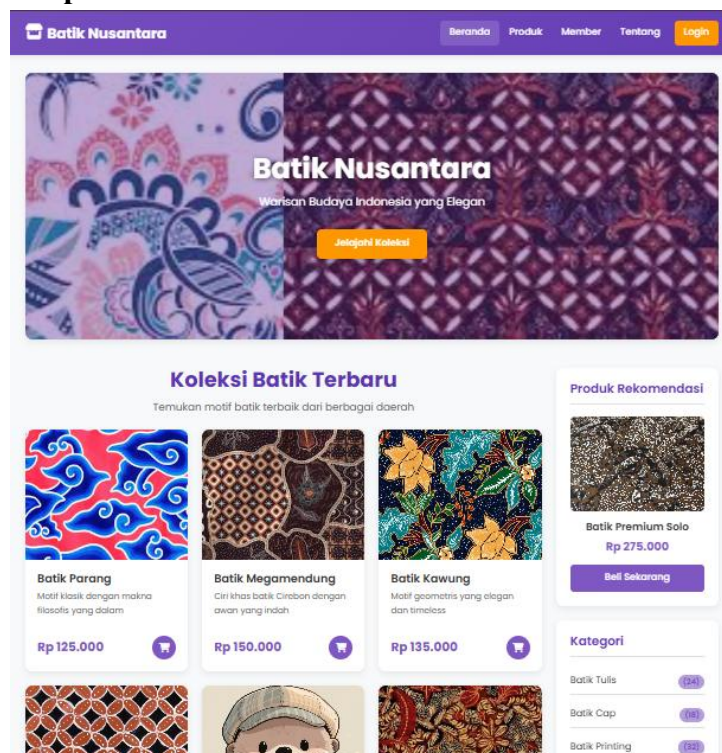 Batik Nusantara
Beranda Produk Member Tentang Login
Batik Nusantara
Warisan Budaya Indonesia yang Elegan
Jelajahi Koleksi
Koleksi Batik Terbaru
Temukan motif batik terbaik dari berbagai daerah
Batik Parang
Motif klasik dengan makna
filosofis yang dalam
Rp 125.000
Batik Megamendung
Ciri khas batik Cirebon dengan
awan yang indah
Rp 150.000
Batik Kawung
Motif geometris yang elegan
dan timeless
Rp 135.000
Produk Rekomendasi
Batik Premium Solo
Rp 275.000
Beli Sekarang
Kategori
Batik Tulis (24)
Batik Cap (18)
Batik Printing (32)